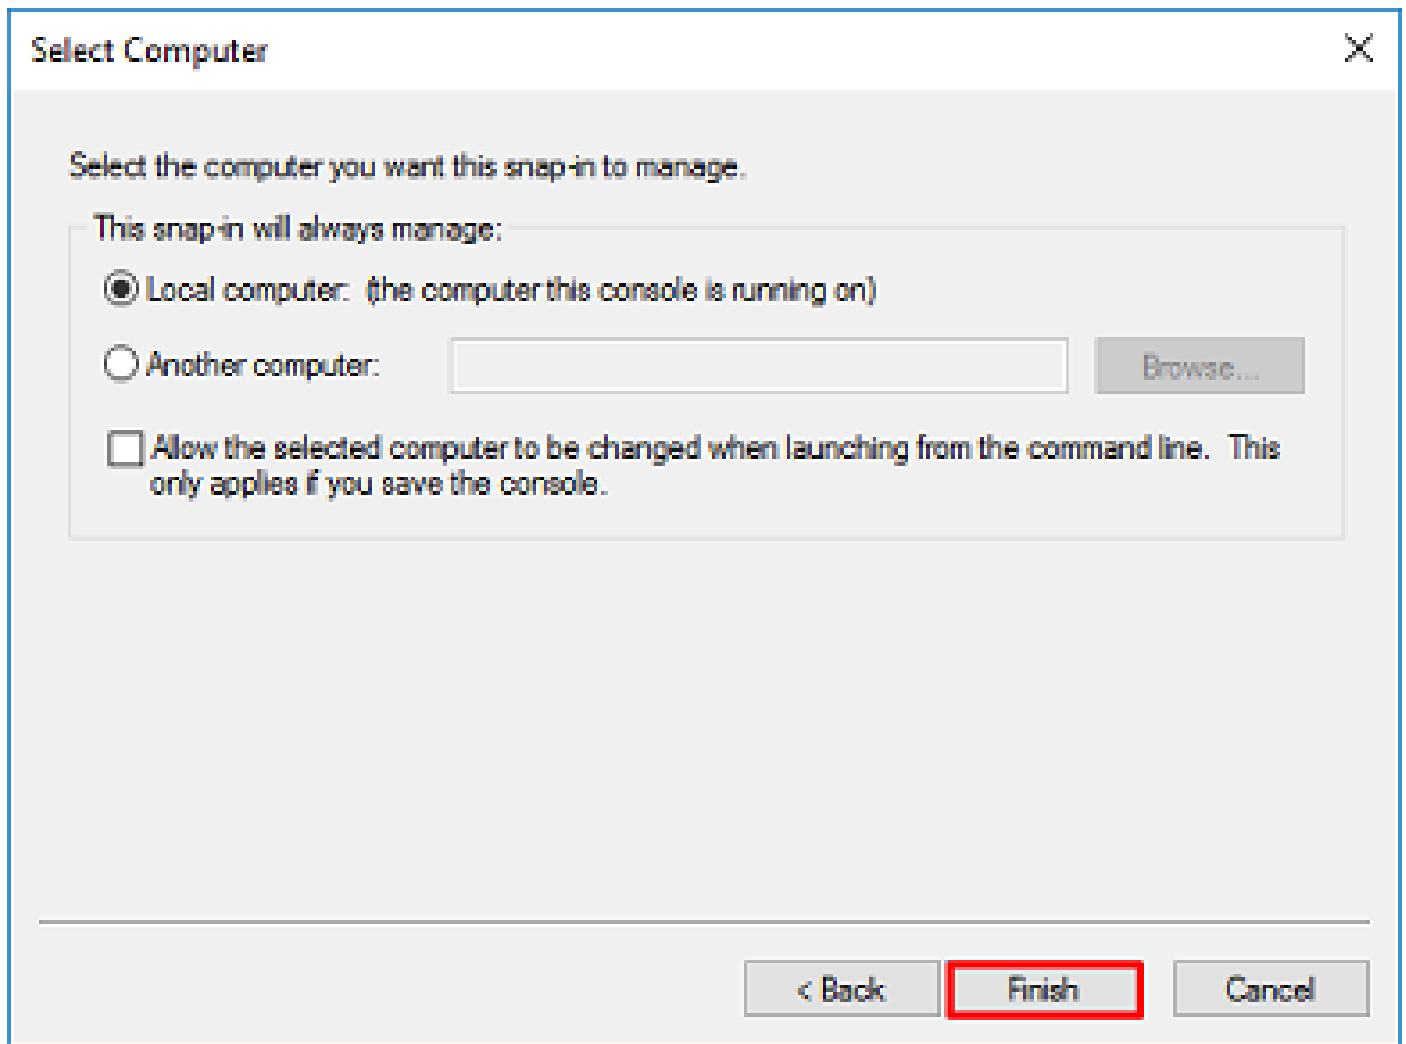 Select Computer
Select the computer you want this snap-in to manage.
This snap-in will always manage:
Local computer: (the computer this console is running on)
Another computer:
Browse...
Allow the selected computer to be changed when launching from the command line. This
only applies if you save the console.
< Back
Finish
Cancel